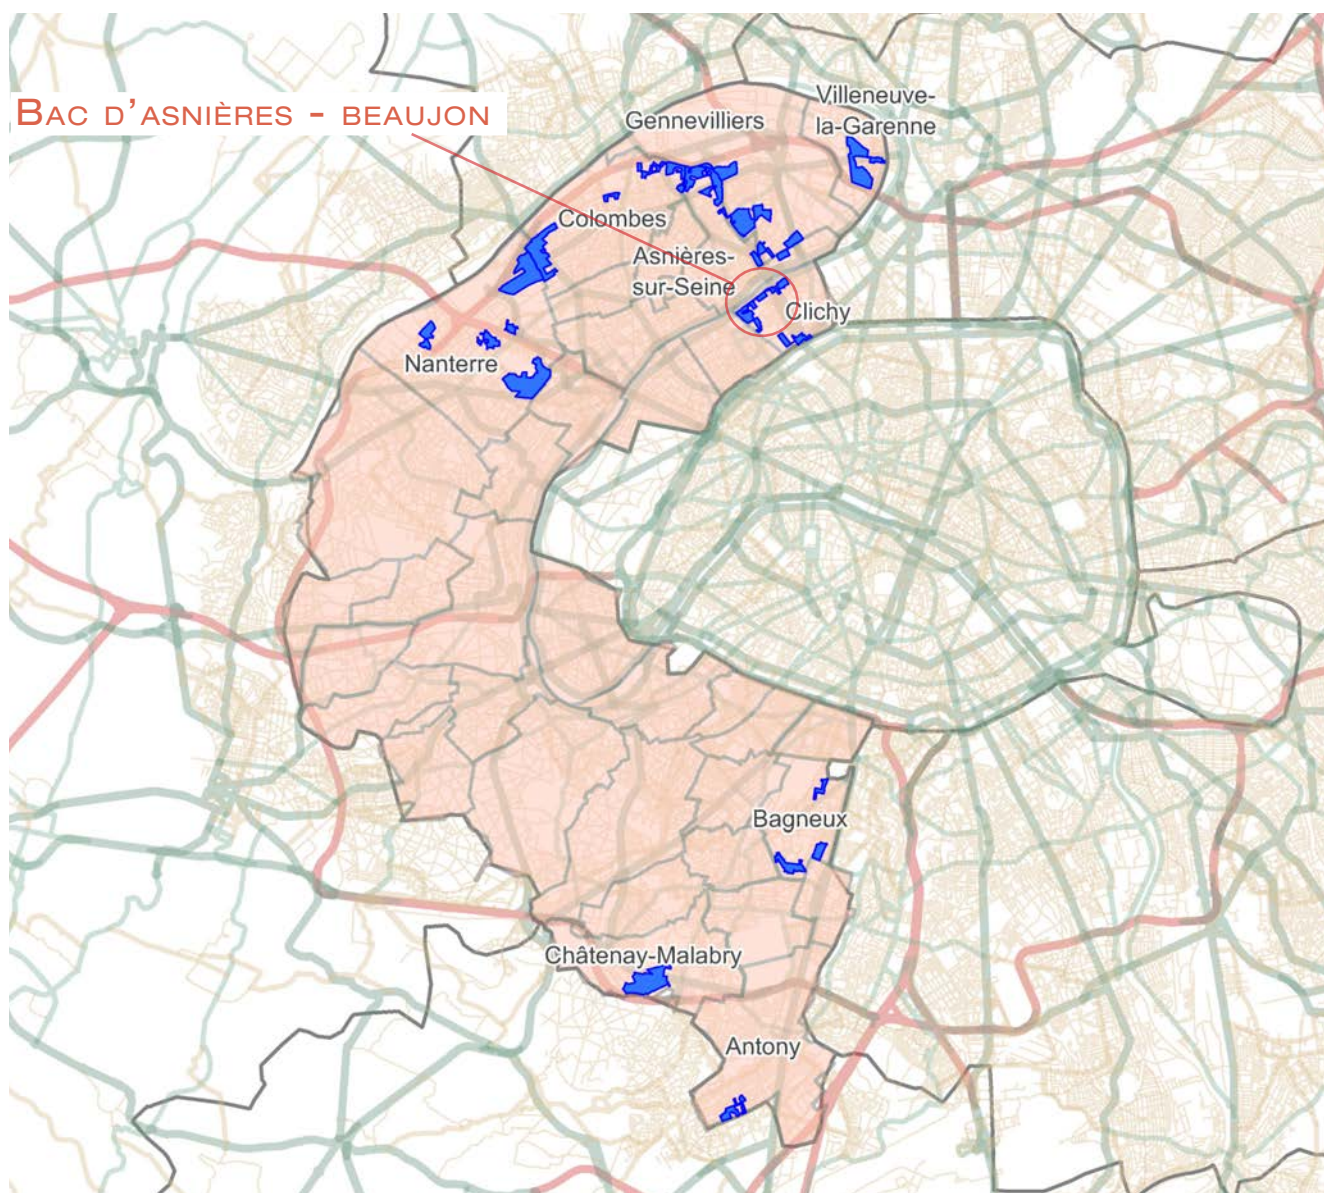 BAC D'ASNIÈRES - BEAUJON
Villeneuve-
la-Garenne
Gennevilliers
Colombes
Asnières-
sur-Seine
Clichy
Nanterre
Bagneux
Châtenay-Malabry
Antony